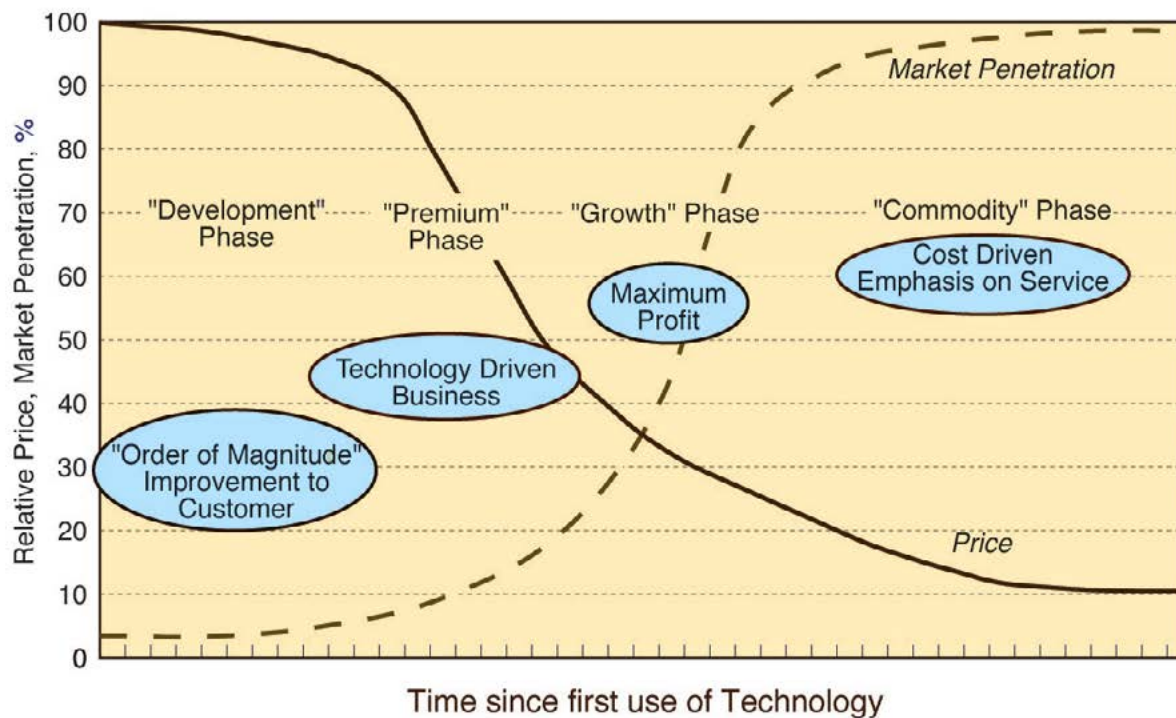 Relative Price, Market Penetration, %
100
90
80
70
60
50
40
30
20
10
0
Market Penetration
"Development"
Phase
"Premium"
Phase
"Growth" Phase
"Commodity" Phase
Cost Driven
Emphasis on Service
Maximum
Profit
Technology Driven
Business
"Order of Magnitude"
Improvement to
Customer
Price
Time since first use of Technology